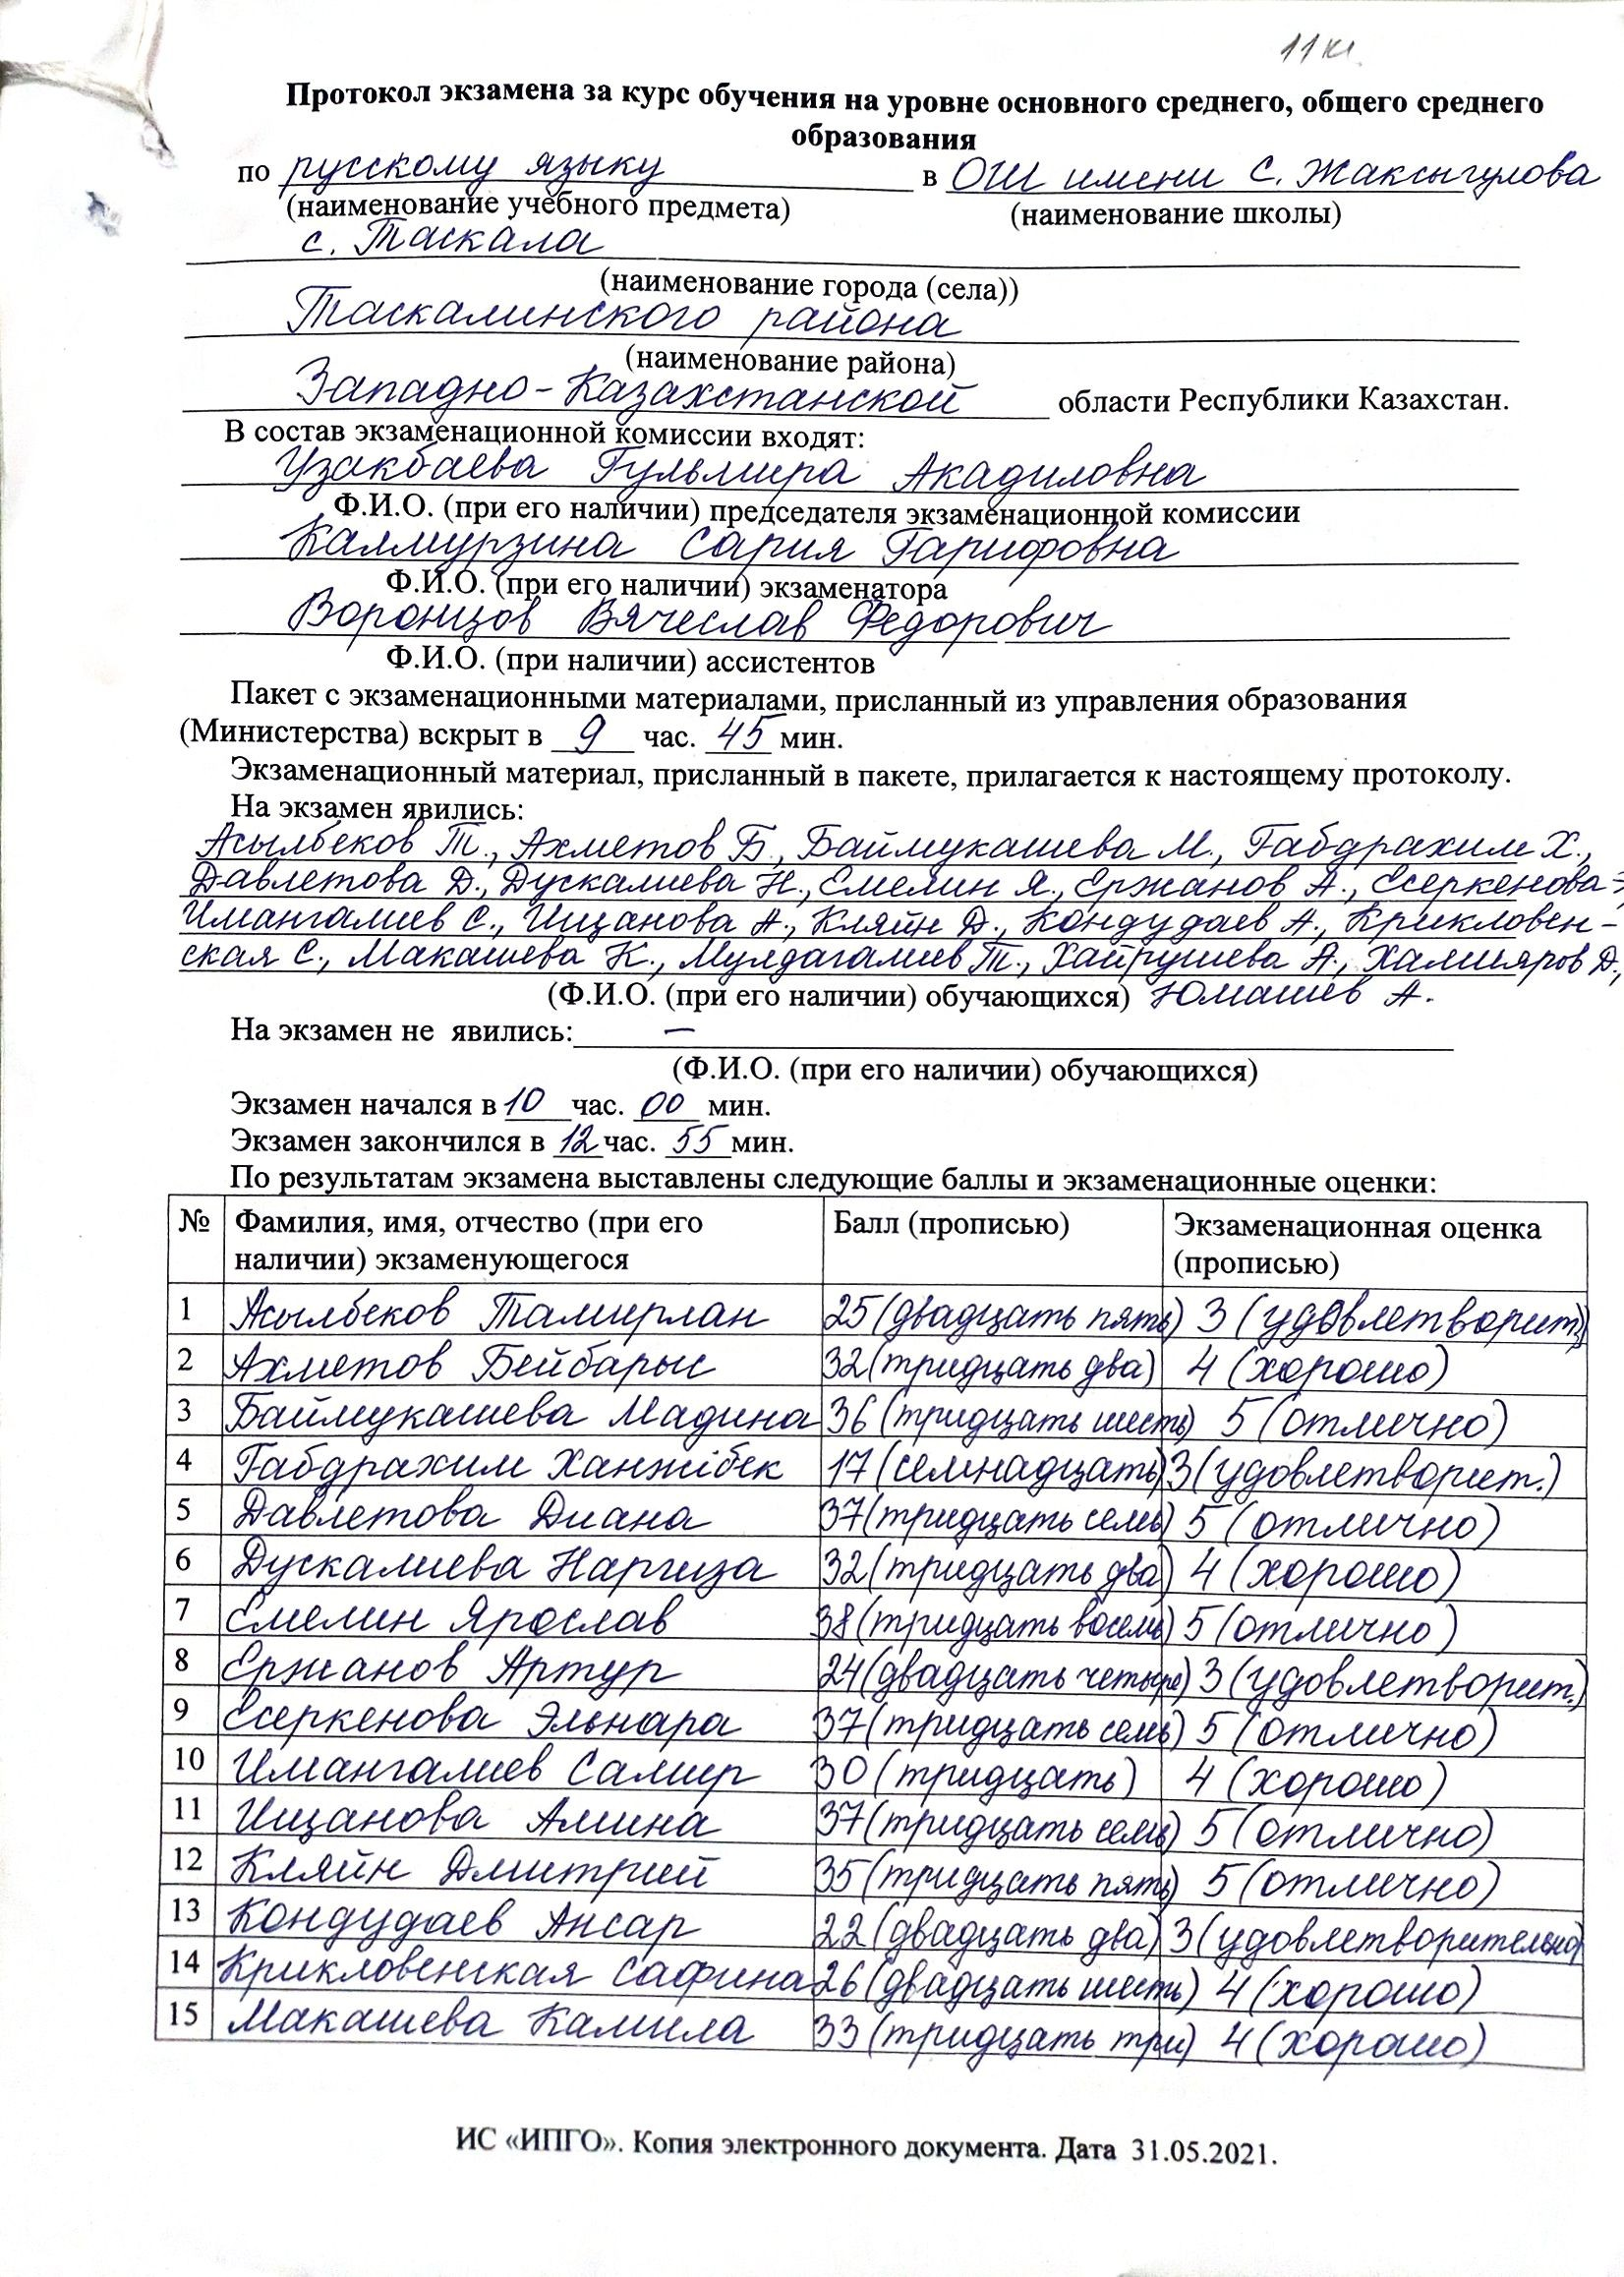 11 кл.
Протокол экзамена за курс обучения на уровне основного среднего, общего среднего
образования
по русскому языку в ОШ имени С. Жаксыгулова
(наименование учебного предмета) (наименование школы)
с. Таскала
(наименование города (села))
Таскалинского района
(наименование района)
Западно-Казахстанской области Республики Казахстан.
В состав экзаменационной комиссии входят:
Узакбаева Гульмира Акадиловна
Ф.И.О. (при его наличии) председателя экзаменационной комиссии
Калмурзина Сария Гарифовна
Ф.И.О. (при его наличии) экзаменатора
Воронцов Вячеслав Федорович
Ф.И.О. (при наличии) ассистентов
Пакет с экзаменационными материалами, присланный из управления образования
(Министерства) вскрыт в 9 час. 45 мин.
Экзаменационный материал, присланный в пакете, прилагается к настоящему протоколу.
На экзамен явились:
Асылбеков Т., Ахметов Б., Баймукашева М., Габдрахим Х.,
Давлетова Д., Дускалиева Н., Емелин Я., Ержанов А., Есеркенова Э.,
Имангалиев С., Ищанова А., Кляйн Д., Кондудаев А., Крикловен-
ская С., Макашева К., Мулдагалиев Т., Хайрушева А., Халияров Д.,
(Ф.И.О. (при его наличии) обучающихся) Юмашев А.
На экзамен не явились: —
(Ф.И.О. (при его наличии) обучающихся)
Экзамен начался в 10 час. 00 мин.
Экзамен закончился в 12 час. 55 мин.
По результатам экзамена выставлены следующие баллы и экзаменационные оценки:
№ Фамилия, имя, отчество (при его Балл (прописью) Экзаменационная оценка
наличии) экзаменующегося (прописью)
1 Асылбеков Тамирлан 25 (двадцать пять) 3 (удовлетворит.)
2 Ахметов Бейбарыс 32 (тридцать два) 4 (хорошо)
3 Баймукашева Мадина 36 (тридцать шесть) 5 (отлично)
4 Габдрахим Ханжібек 17 (семнадцать) 3 (удовлетворит.)
5 Давлетова Диана 37 (тридцать семь) 5 (отлично)
6 Дускалиева Наргиза 32 (тридцать два) 4 (хорошо)
7 Емелин Ярослав 38 (тридцать восемь) 5 (отлично)
8 Ержанов Артур 24 (двадцать четыре) 3 (удовлетворит.)
9 Есеркенова Эльнара 37 (тридцать семь) 5 (отлично)
10 Имангалиев Самир 30 (тридцать) 4 (хорошо)
11 Ищанова Амина 37 (тридцать семь) 5 (отлично)
12 Кляйн Дмитрий 35 (тридцать пять) 5 (отлично)
13 Кондудаев Ансар 22 (двадцать два) 3 (удовлетворительно)
14 Крикловенская Сафина 26 (двадцать шесть) 4 (хорошо)
15 Макашева Камила 33 (тридцать три) 4 (хорошо)
ИС «ИПГО». Копия электронного документа. Дата 31.05.2021.